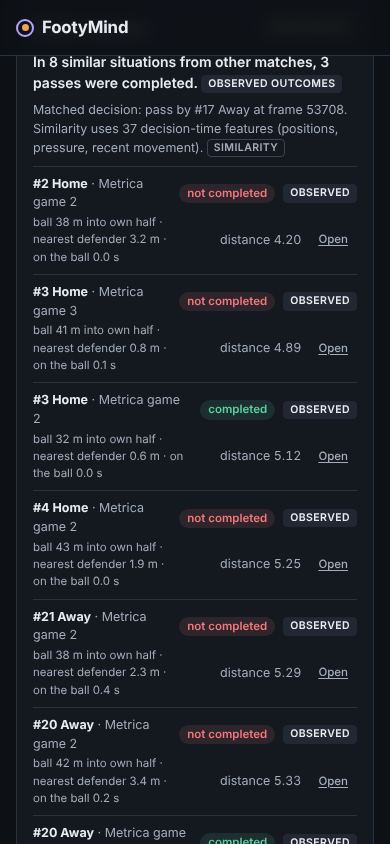 FootyMind
In 8 similar situations from other matches, 3
passes were completed. OBSERVED OUTCOMES
Matched decision: pass by #17 Away at frame 53708.
Similarity uses 37 decision-time features (positions,
pressure, recent movement). SIMILARITY
#2 Home · Metrica
game 2
not completed OBSERVED
ball 38 m into own half ·
nearest defender 3.2 m ·
on the ball 0.0 s
distance 4.20 Open
#3 Home · Metrica
game 3
not completed OBSERVED
ball 41 m into own half ·
nearest defender 0.8 m ·
on the ball 0.1 s
distance 4.89 Open
#3 Home · Metrica game
2
completed OBSERVED
ball 32 m into own half ·
nearest defender 0.6 m · on
the ball 0.0 s
distance 5.12 Open
#4 Home · Metrica
game 2
not completed OBSERVED
ball 43 m into own half ·
nearest defender 1.9 m ·
on the ball 0.0 s
distance 5.25 Open
#21 Away · Metrica
game 2
not completed OBSERVED
ball 38 m into own half ·
nearest defender 2.3 m ·
on the ball 0.4 s
distance 5.29 Open
#20 Away · Metrica
game 2
not completed OBSERVED
ball 42 m into own half ·
nearest defender 3.4 m ·
on the ball 0.2 s
distance 5.33 Open
#20 Away · Metrica game
completed OBSERVED